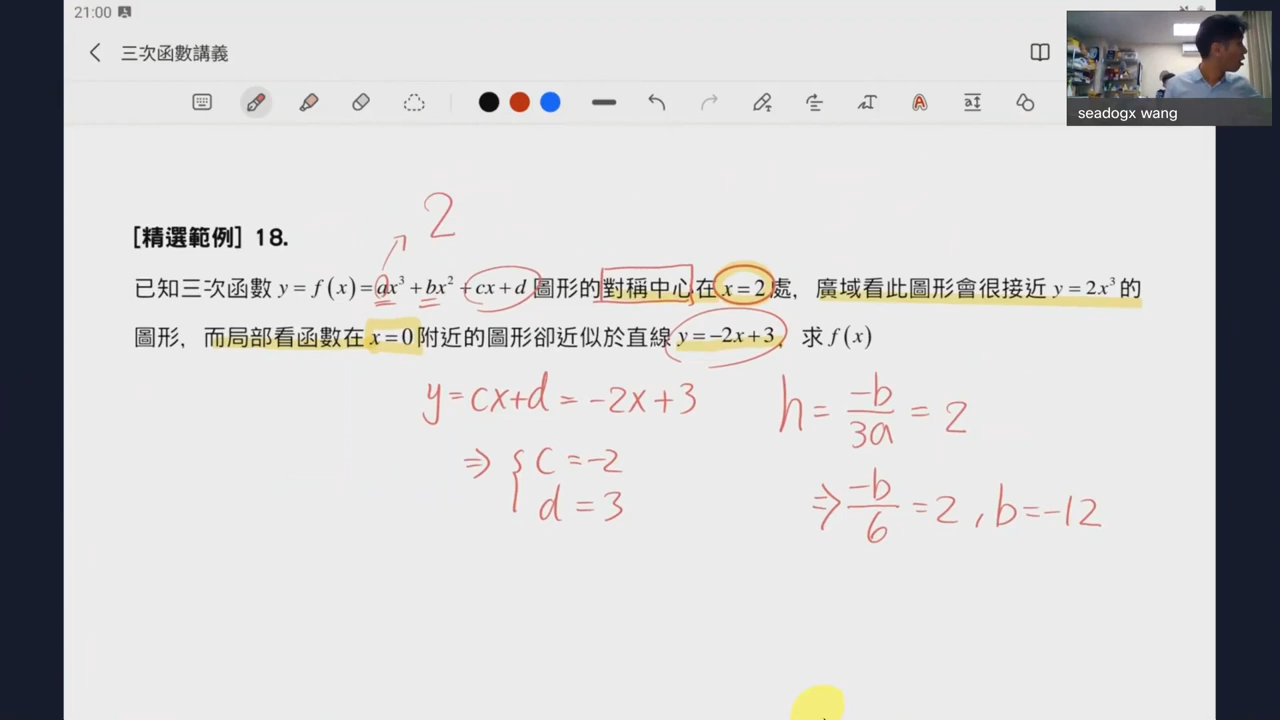 21:00
三次函數講義
seadogx wang
2
[精選範例] 18.
已知三次函數 y = f(x) = ax³ + bx² + cx + d 圖形的對稱中心在 x = 2 處，廣域看此圖形會很接近 y = 2x³ 的
圖形，而局部看函數在 x = 0 附近的圖形卻近似於直線 y = -2x + 3，求 f(x)
y = cx+d = -2x+3
⇒ { c = -2
d = 3
h = -b/3a = 2
⇒ -b/6 = 2, b = -12